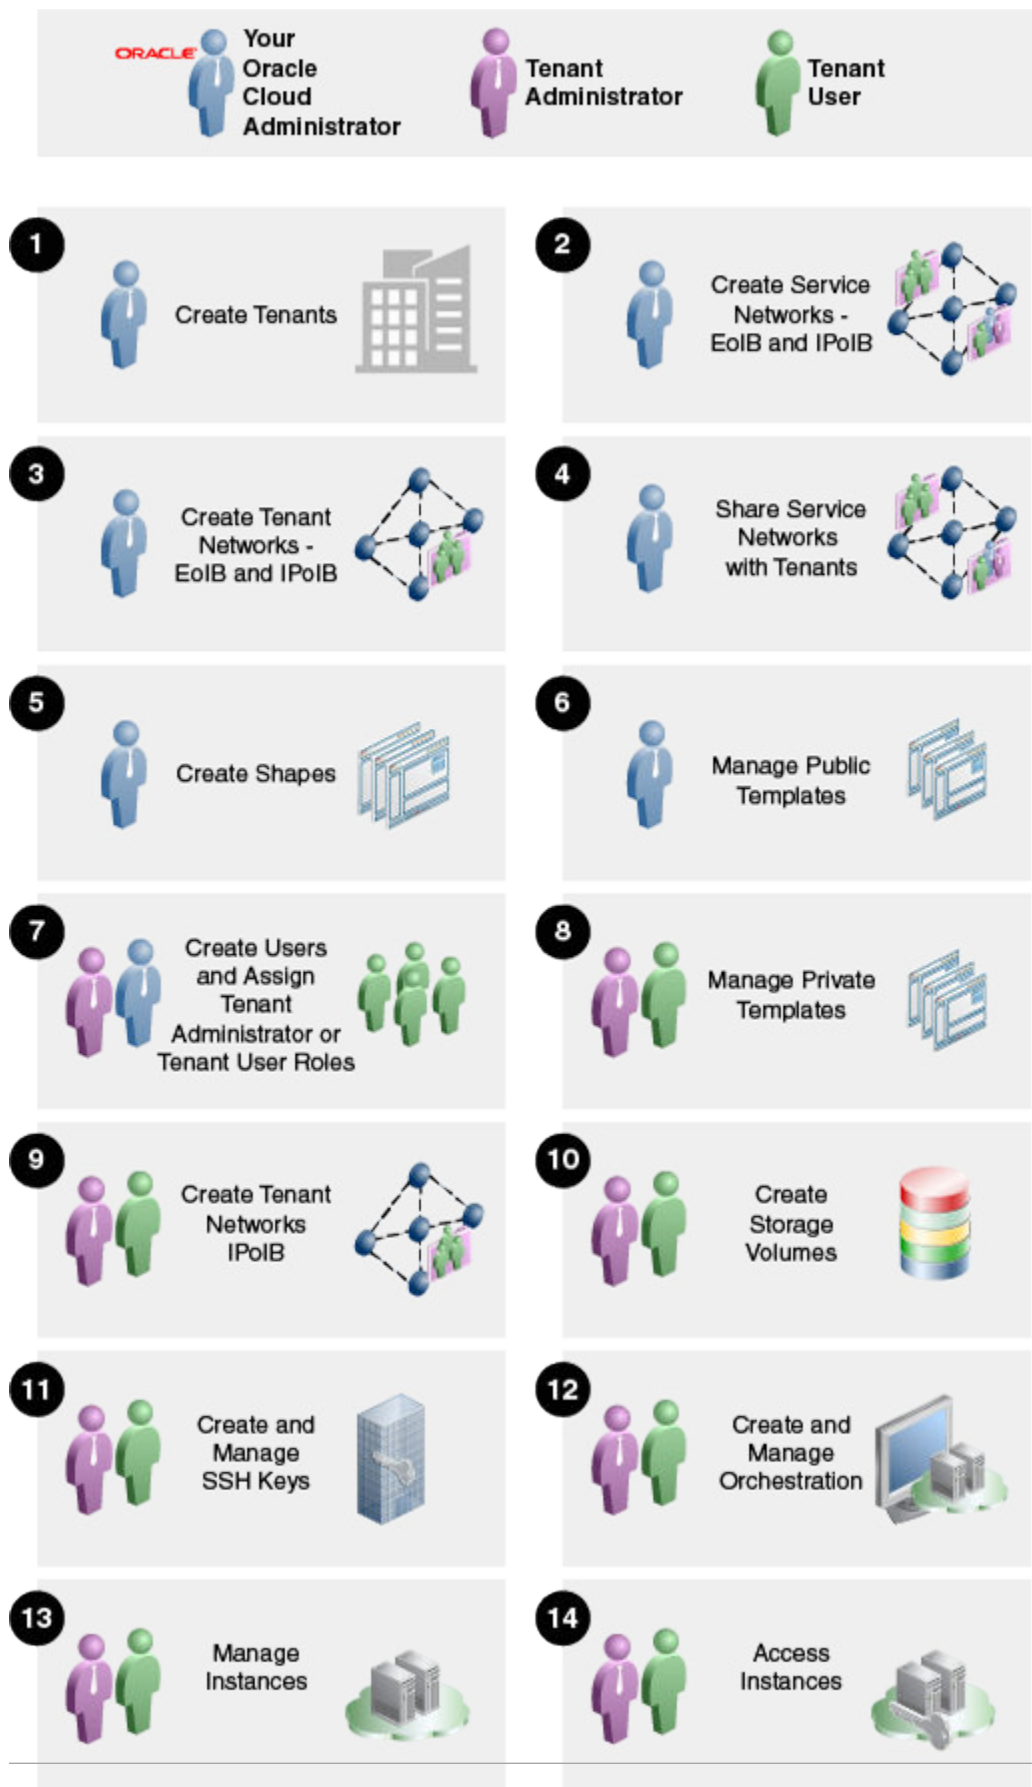 ORACLE
Your
Oracle
Cloud
Administrator
Tenant
Administrator
Tenant
User
1
Create Tenants
2
Create Service
Networks -
EoIB and IPoIB
3
Create Tenant
Networks -
EoIB and IPoIB
4
Share Service
Networks
with Tenants
5
Create Shapes
6
Manage Public
Templates
7
Create Users
and Assign
Tenant
Administrator or
Tenant User Roles
8
Manage Private
Templates
9
Create Tenant
Networks
IPoIB
10
Create
Storage
Volumes
11
Create and
Manage
SSH Keys
12
Create and
Manage
Orchestration
13
Manage
Instances
14
Access
Instances